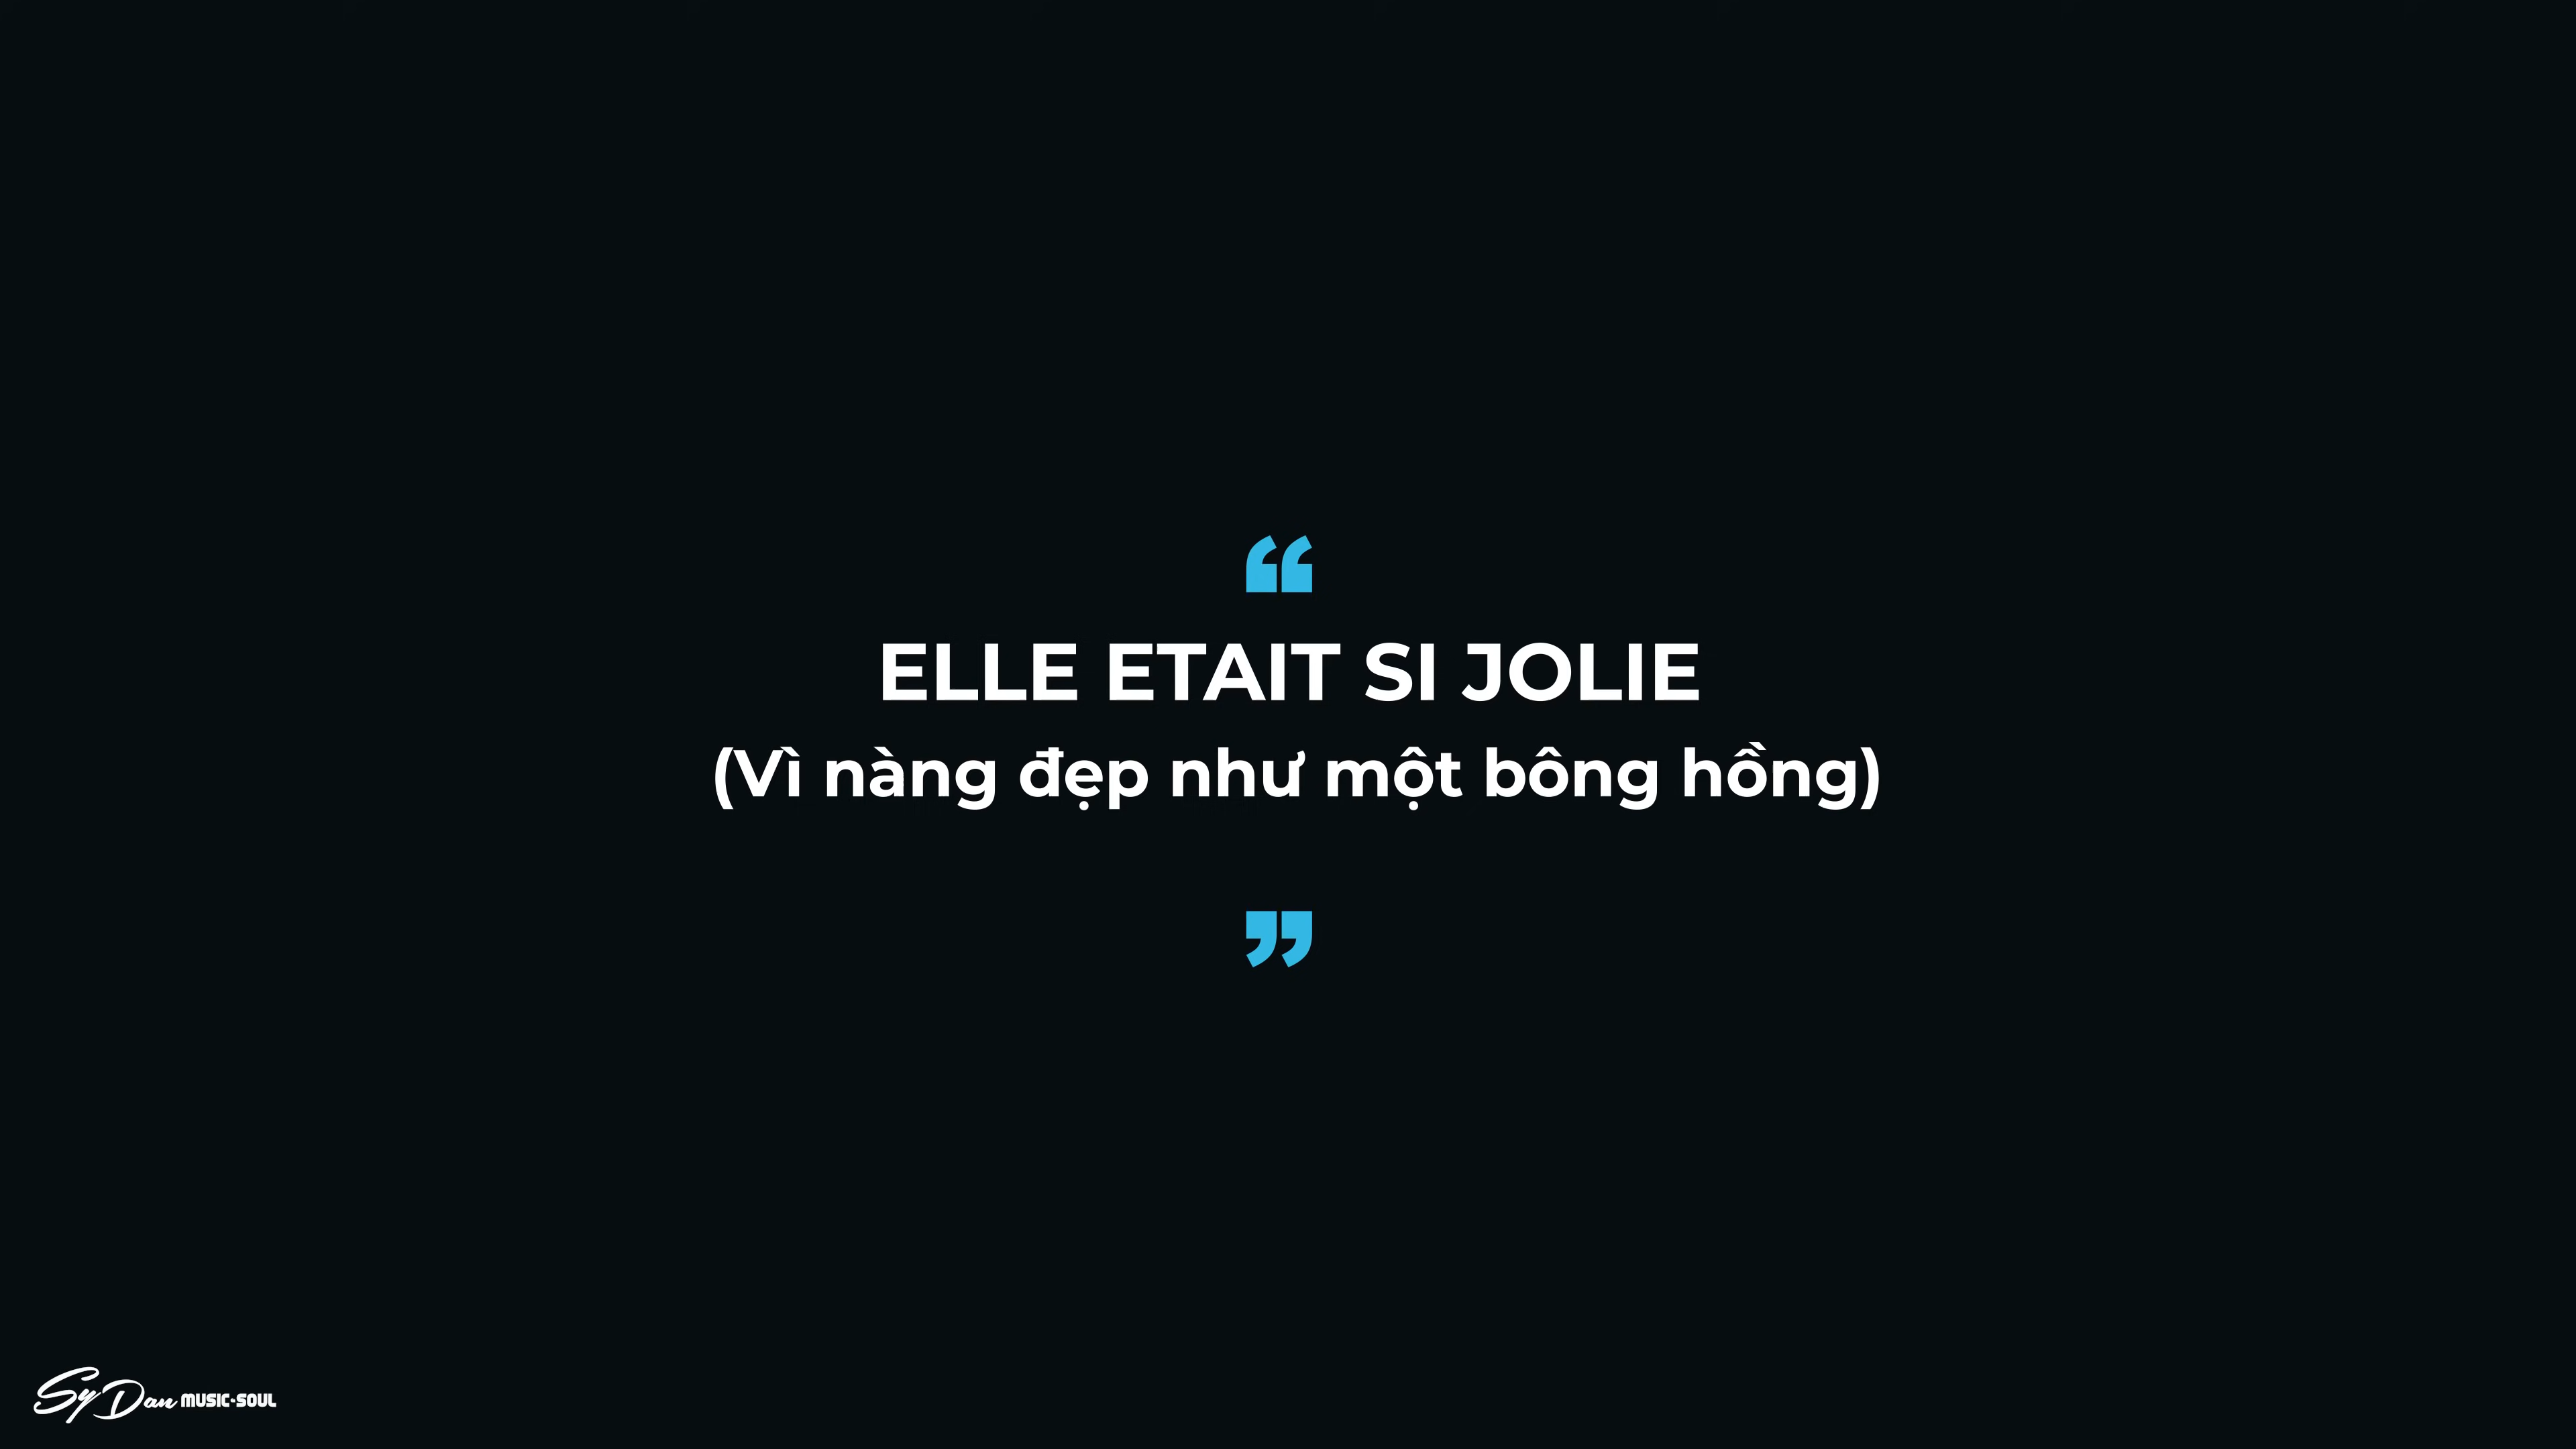 “
ELLE ETAIT SI JOLIE
(Vì nàng đẹp như một bông hồng)
”
Sy Dan MUSIC-SOUL